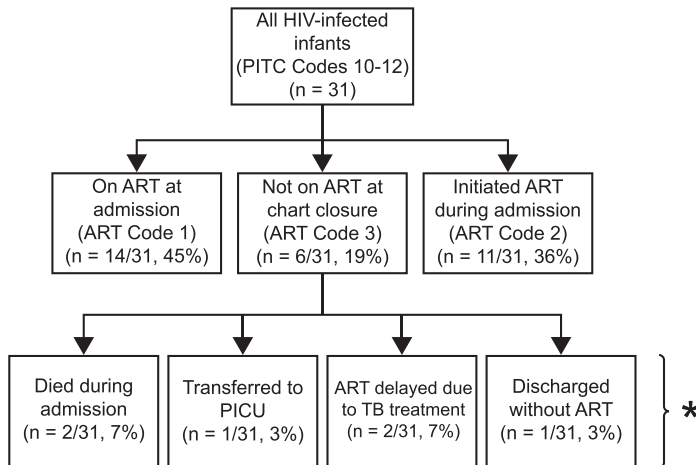 All HIV-infected
infants
(PITC Codes 10-12)
(n = 31)
On ART at
admission
(ART Code 1)
(n = 14/31, 45%)
Not on ART at
chart closure
(ART Code 3)
(n = 6/31, 19%)
Initiated ART
during admission
(ART Code 2)
(n = 11/31, 36%)
Died during
admission
(n = 2/31, 7%)
Transferred to
PICU
(n = 1/31, 3%)
ART delayed due
to TB treatment
(n = 2/31, 7%)
Discharged
without ART
(n = 1/31, 3%)
*